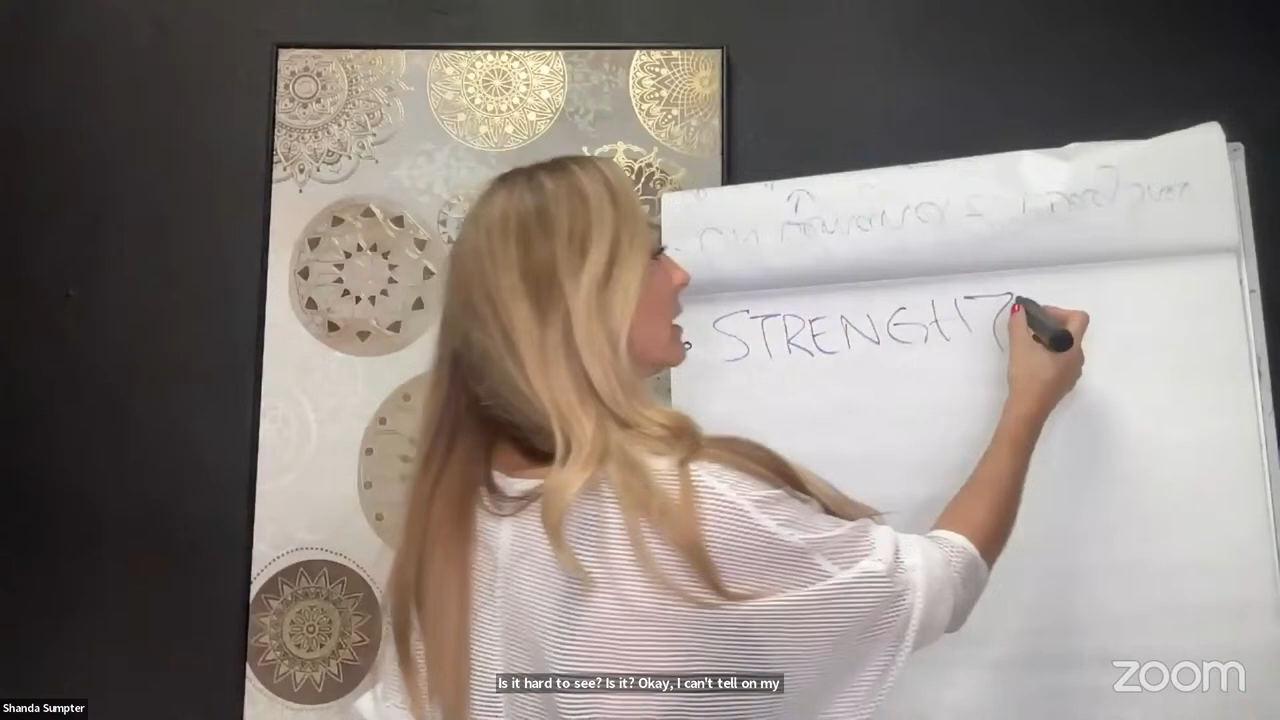 STRENGHT
Is it hard to see? Is it? Okay, I can't tell on my
Shanda Sumpter
zoom